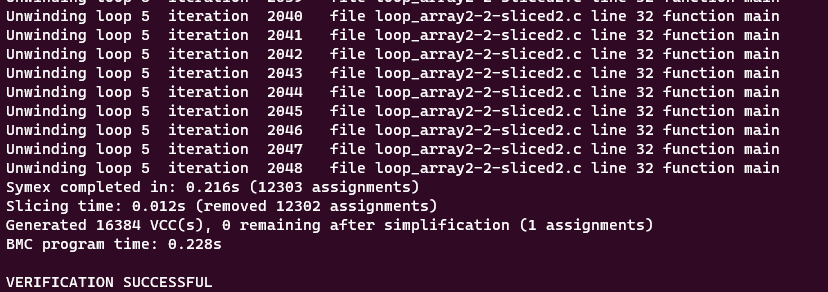 Unwinding loop 5  iteration  2039   file loop_array2-2-sliced2.c line 32 function main
Unwinding loop 5  iteration  2040   file loop_array2-2-sliced2.c line 32 function main
Unwinding loop 5  iteration  2041   file loop_array2-2-sliced2.c line 32 function main
Unwinding loop 5  iteration  2042   file loop_array2-2-sliced2.c line 32 function main
Unwinding loop 5  iteration  2043   file loop_array2-2-sliced2.c line 32 function main
Unwinding loop 5  iteration  2044   file loop_array2-2-sliced2.c line 32 function main
Unwinding loop 5  iteration  2045   file loop_array2-2-sliced2.c line 32 function main
Unwinding loop 5  iteration  2046   file loop_array2-2-sliced2.c line 32 function main
Unwinding loop 5  iteration  2047   file loop_array2-2-sliced2.c line 32 function main
Unwinding loop 5  iteration  2048   file loop_array2-2-sliced2.c line 32 function main
Symex completed in: 0.216s (12303 assignments)
Slicing time: 0.012s (removed 12302 assignments)
Generated 16384 VCC(s), 0 remaining after simplification (1 assignments)
BMC program time: 0.228s
VERIFICATION SUCCESSFUL